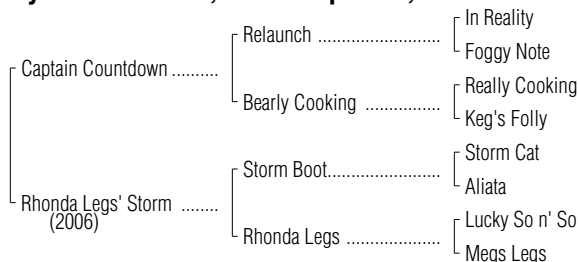 In Reality
Relaunch ............................
Foggy Note
Captain Countdown ..........
Really Cooking
Bearly Cooking .................
Keg's Folly
Storm Cat
Storm Boot.........................
Aliata
Rhonda Legs' Storm ........
(2006)
Lucky So n' So
Rhonda Legs .....................
Megs Legs